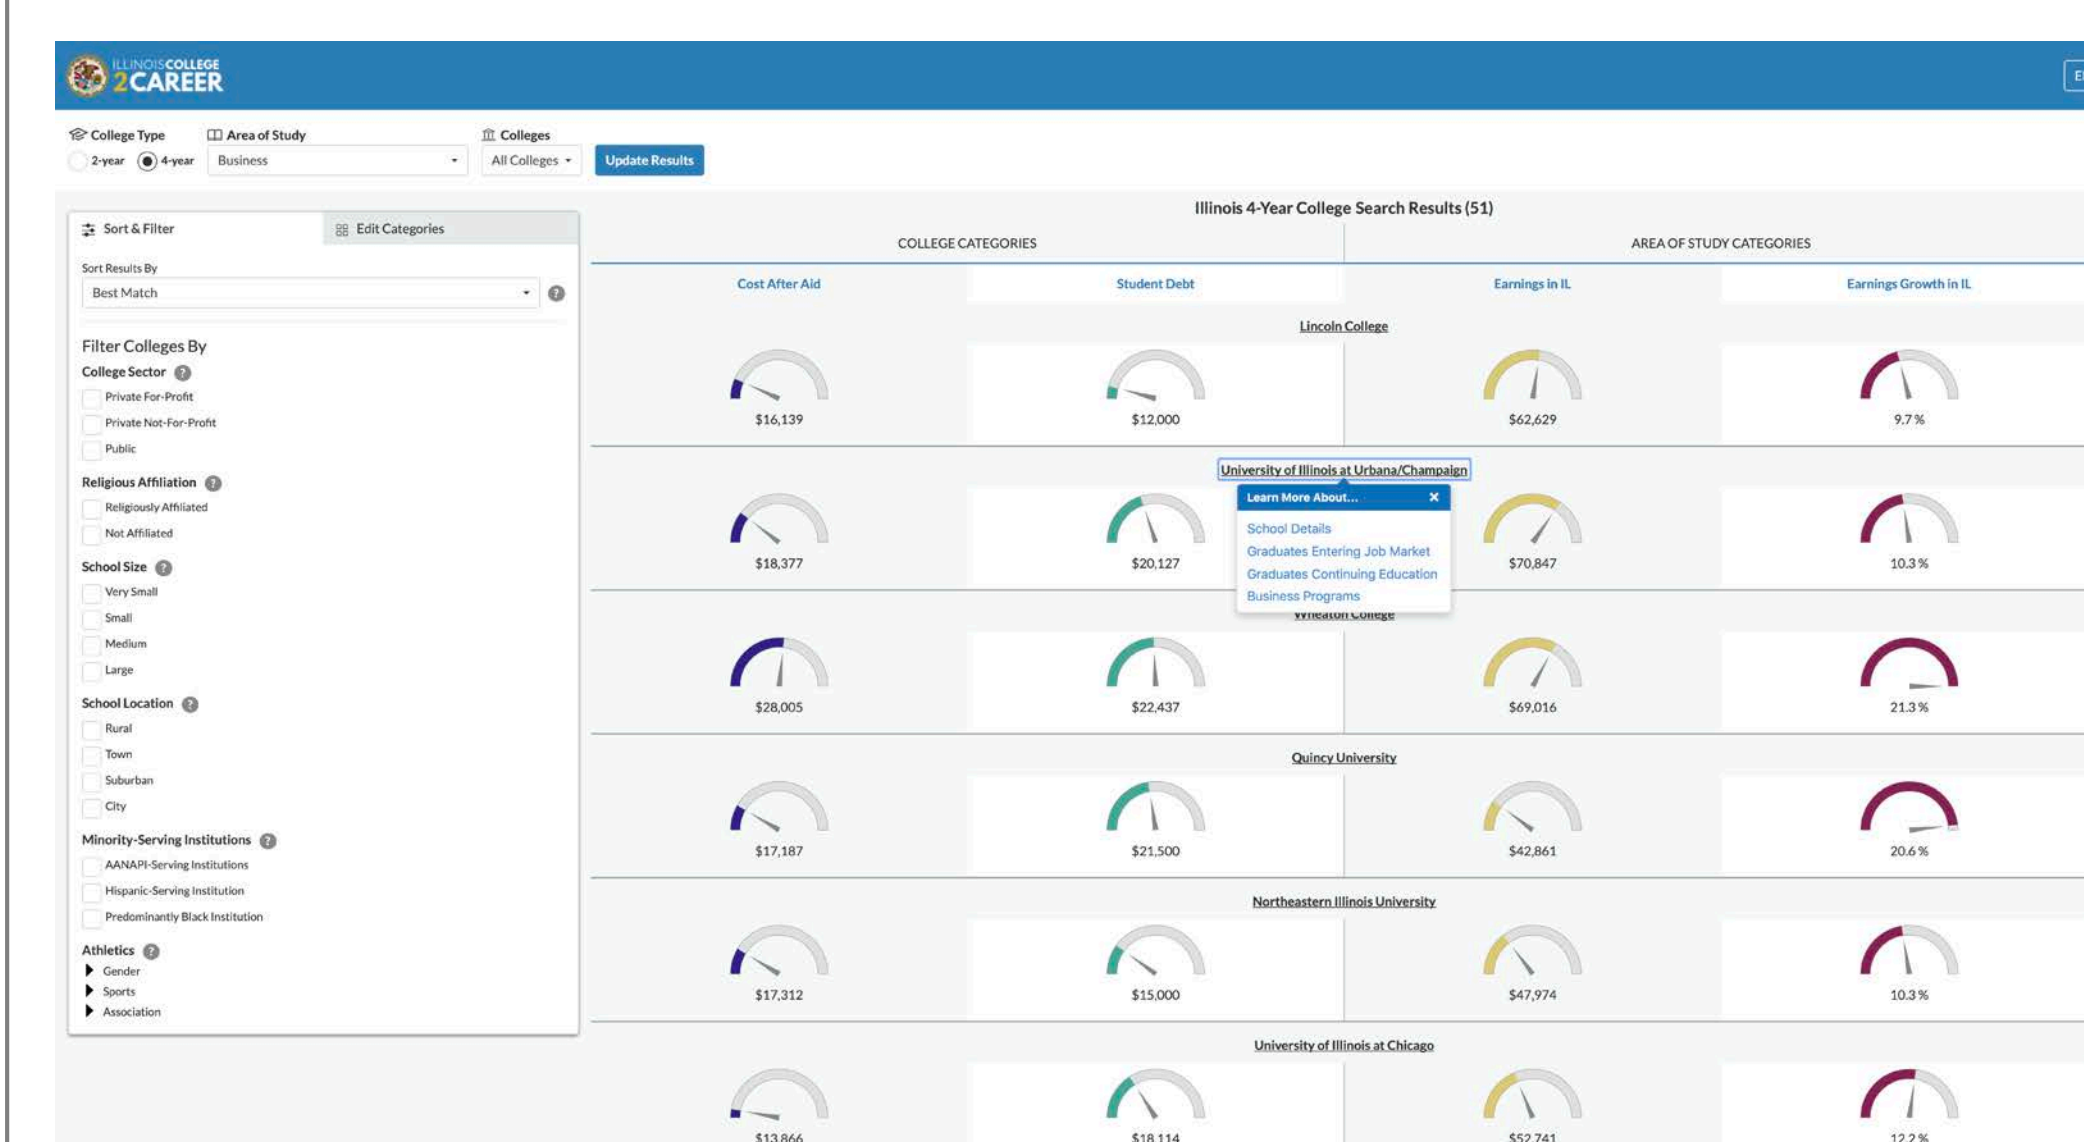 ILLINOISCOLLEGE
2CAREER
College Type
Area of Study
Colleges
2-year
4-year
Business
All Colleges
Update Results
Sort & Filter
Edit Categories
Sort Results By
Best Match
?
Filter Colleges By
College Sector ?
Private For-Profit
Private Not-For-Profit
Public
Religious Affiliation ?
Religiously Affiliated
Not Affiliated
School Size ?
Very Small
Small
Medium
Large
School Location ?
Rural
Town
Suburban
City
Minority-Serving Institutions ?
AANAPI-Serving Institutions
Hispanic-Serving Institution
Predominantly Black Institution
Athletics ?
Gender
Sports
Association
Illinois 4-Year College Search Results (51)
COLLEGE CATEGORIES
AREA OF STUDY CATEGORIES
Cost After Aid
Student Debt
Earnings in IL
Earnings Growth in IL
Lincoln College
$16,139
$12,000
$62,629
9.7 %
University of Illinois at Urbana/Champaign
Learn More About...
School Details
Graduates Entering Job Market
Graduates Continuing Education
Business Programs
$18,377
$20,127
$70,847
10.3 %
Wheaton College
$28,005
$22,437
$69,016
21.3 %
Quincy University
$17,187
$21,500
$42,861
20.6 %
Northeastern Illinois University
$17,312
$15,000
$47,974
10.3 %
University of Illinois at Chicago
$13,866
$18,114
$52,741
12.2 %